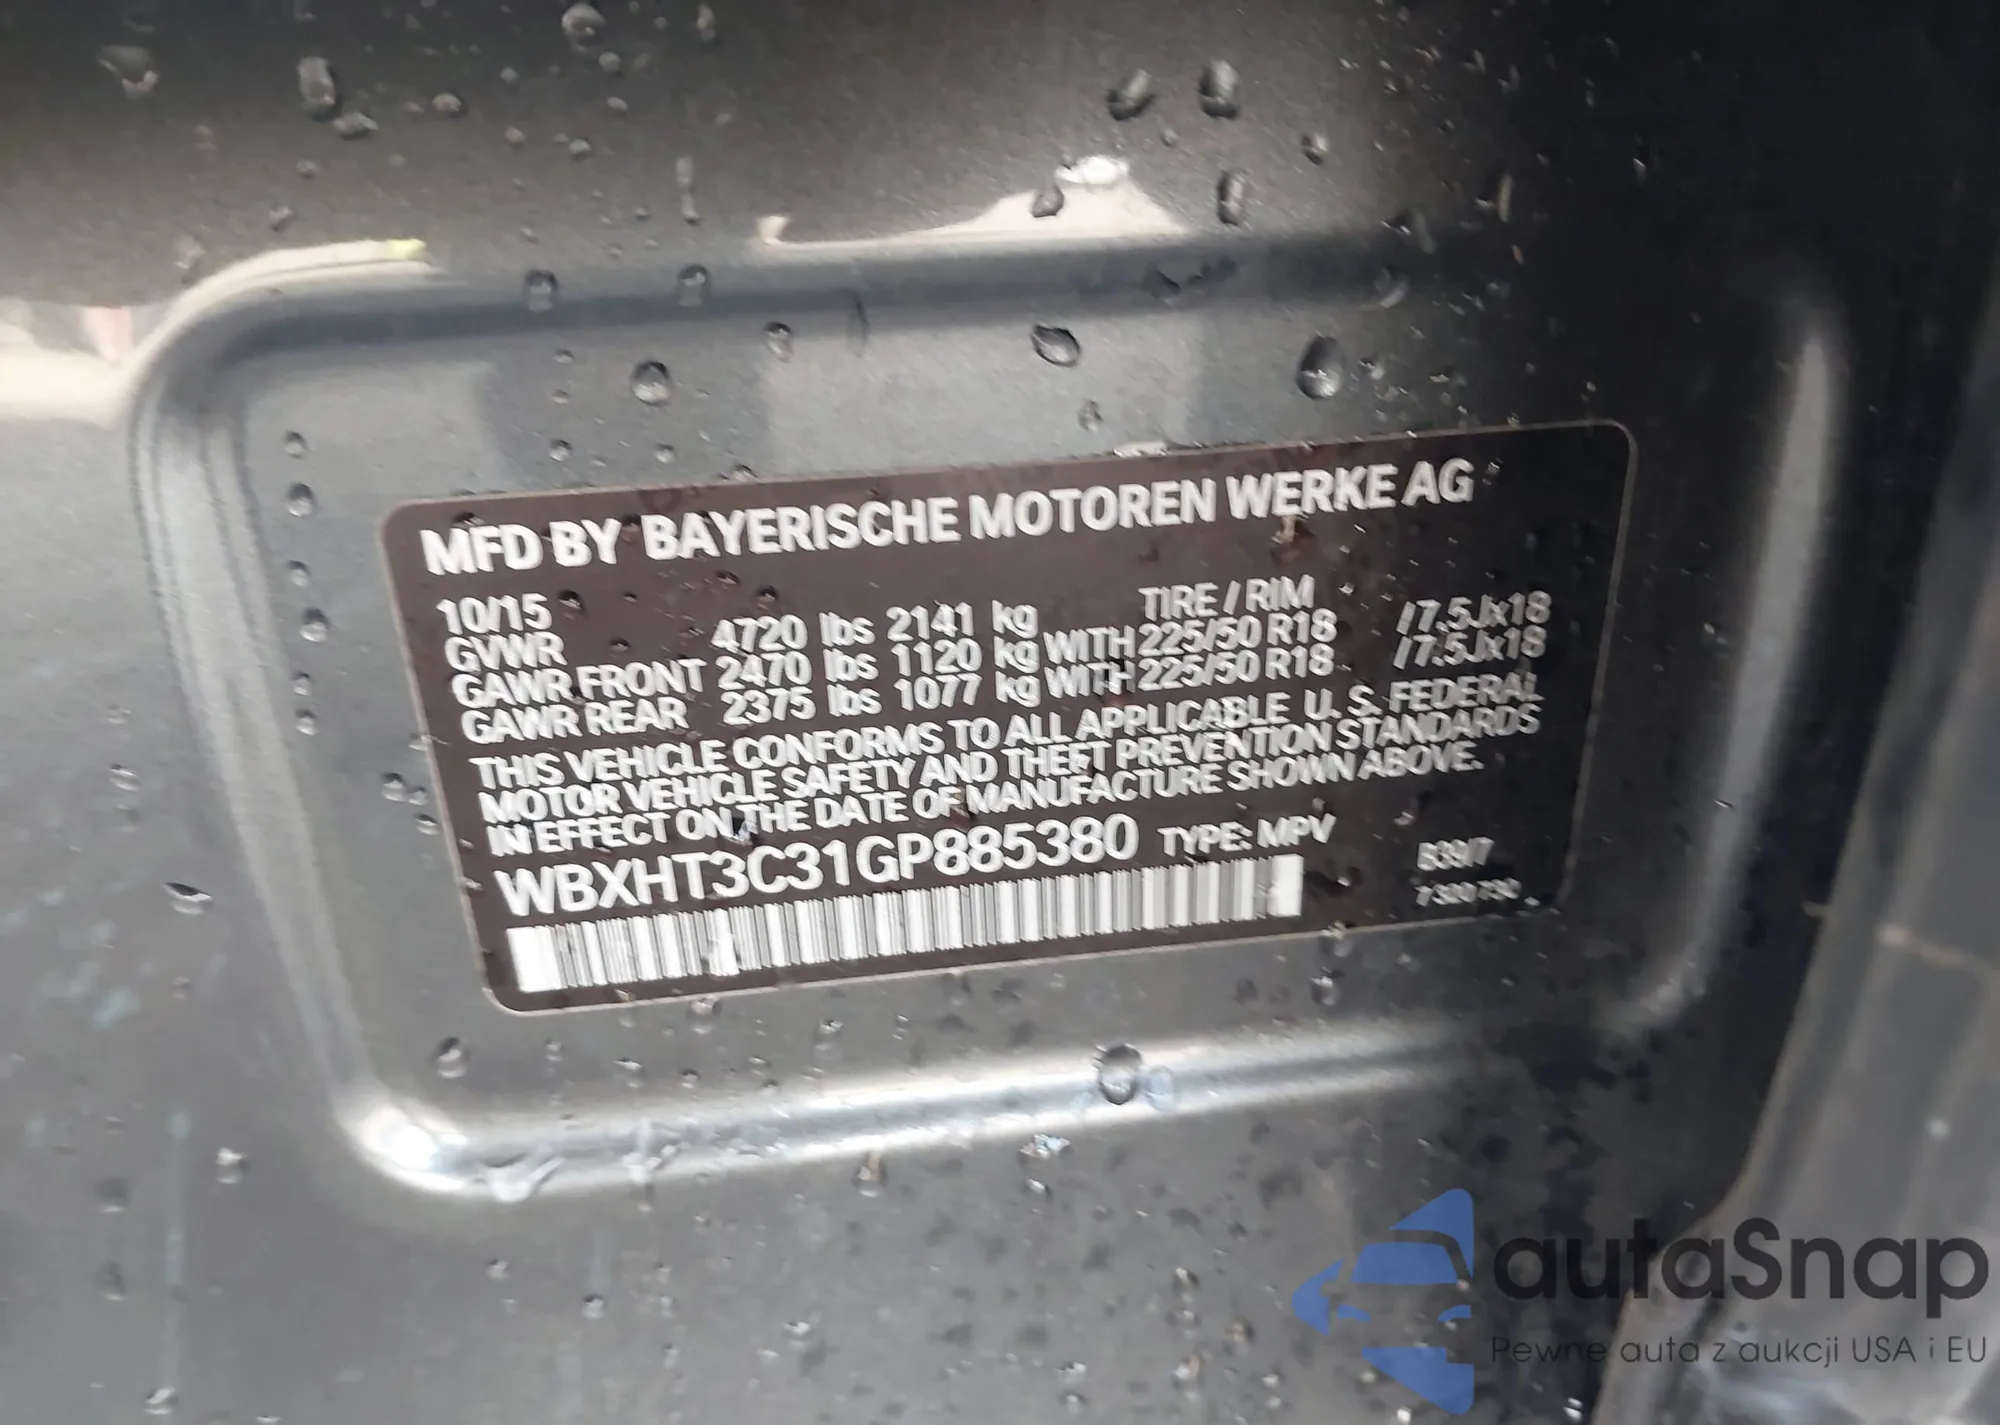 MFD BY BAYERISCHE MOTOREN WERKE AG
10/15 TIRE / RIM
GVWR 4720 lbs 2141 kg
GAWR FRONT 2470 lbs 1120 kg WITH 225/50 R18 /7.5Jx18
GAWR REAR 2375 lbs 1077 kg WITH 225/50 R18 /7.5Jx18
THIS VEHICLE CONFORMS TO ALL APPLICABLE U.S. FEDERAL
MOTOR VEHICLE SAFETY AND THEFT PREVENTION STANDARDS
IN EFFECT ON THE DATE OF MANUFACTURE SHOWN ABOVE.
WBXHT3C31GP885380 TYPE: MPV
autaSnap
Pewne auta z aukcji USA i EU